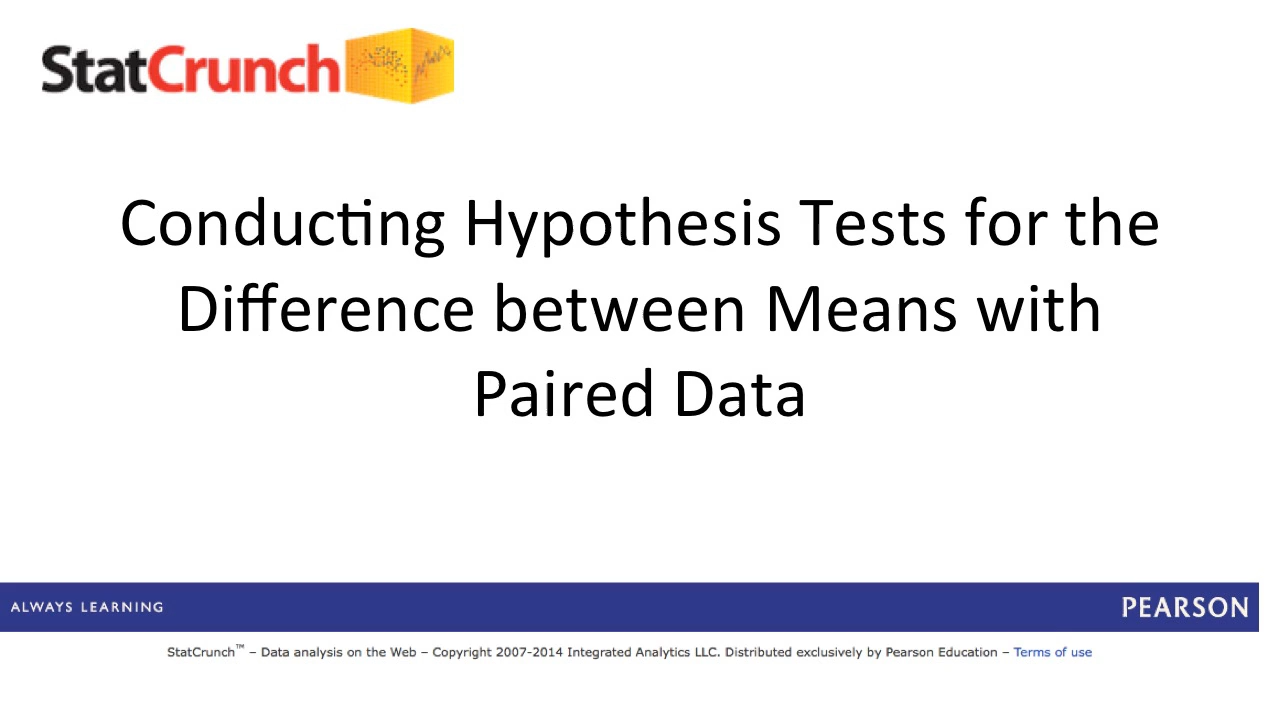 StatCrunch
Conducting Hypothesis Tests for the
Difference between Means with
Paired Data
ALWAYS LEARNING
PEARSON
StatCrunch™ – Data analysis on the Web – Copyright 2007-2014 Integrated Analytics LLC. Distributed exclusively by Pearson Education – Terms of use